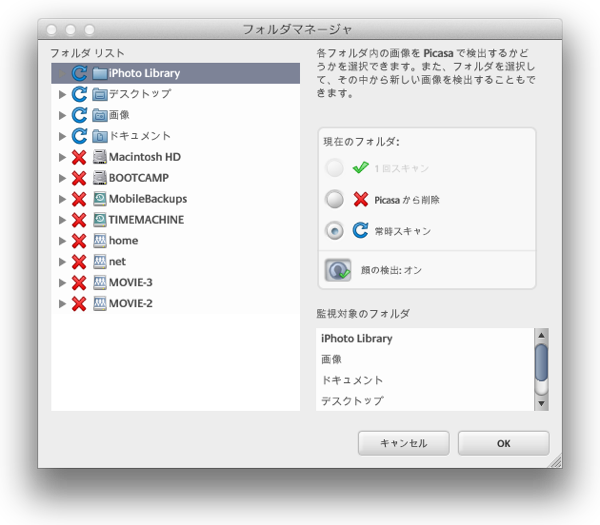 フォルダマネージャ
フォルダ リスト
iPhoto Library
デスクトップ
画像
ドキュメント
Macintosh HD
BOOTCAMP
MobileBackups
TIMEMACHINE
home
net
MOVIE-3
MOVIE-2
各フォルダ内の画像を Picasa で検出するかど
うかを選択できます。また、フォルダを選択し
て、その中から新しい画像を検出することもで
きます。
現在のフォルダ:
1 回スキャン
Picasa から削除
常時スキャン
顔の検出: オン
監視対象のフォルダ
iPhoto Library
画像
ドキュメント
デスクトップ
キャンセル
OK